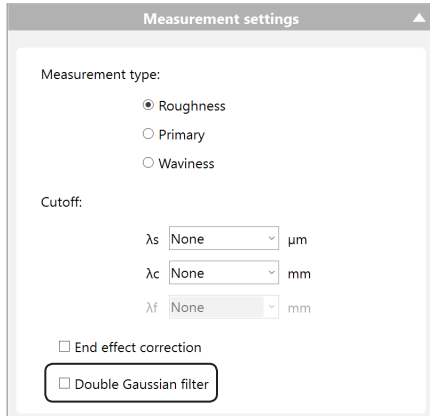 Measurement settings
Measurement type:
Roughness
Primary
Waviness
Cutoff:
λs None μm
λc None mm
λf None mm
End effect correction
Double Gaussian filter